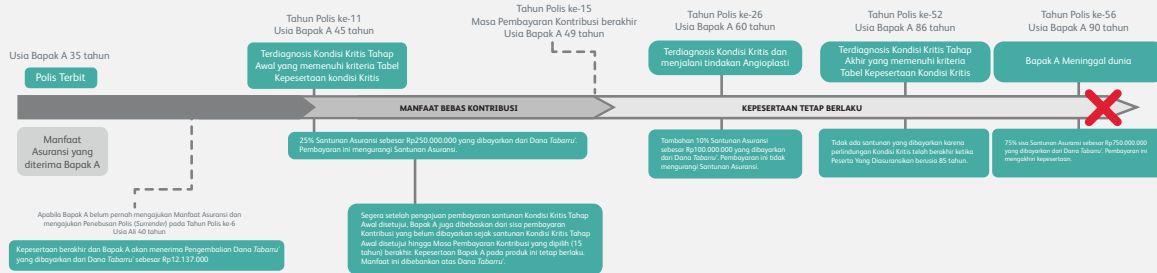 Usia Bapak A 35 tahun
Polis Terbit
Tahun Polis ke-11
Usia Bapak A 45 tahun
Terdiagnosis Kondisi Kritis Tahap
Awal yang memenuhi kriteria Tabel
Kepesertaan kondisi Kritis
Tahun Polis ke-15
Masa Pembayaran Kontribusi berakhir
Usia Bapak A 49 tahun
Tahun Polis ke-26
Usia Bapak A 60 tahun
Terdiagnosis Kondisi Kritis dan
menjalani tindakan Angioplasti
Tahun Polis ke-52
Usia Bapak A 86 tahun
Terdiagnosis Kondisi Kritis Tahap
Akhir yang memenuhi kriteria
Tabel Kepesertaan Kondisi Kritis
Tahun Polis ke-56
Usia Bapak A 90 tahun
Bapak A Meninggal dunia
MANFAAT BEBAS KONTRIBUSI
KEPESERTAAN TETAP BERLAKU
Manfaat
Asuransi yang
diterima Bapak A
25% Santunan Asuransi sebesar Rp250.000.000 yang dibayarkan dari Dana Tabarru'.
Pembayaran ini mengurangi Santunan Asuransi.
Tambahan 10% Santunan Asuransi
sebesar Rp100.000.000 yang dibayarkan
dari Dana Tabarru'. Pembayaran ini tidak
mengurangi Santunan Asuransi.
Tidak ada santunan yang dibayarkan karena
perlindungan Kondisi Kritis telah berakhir ketika
Peserta Yang Diasuransikan berusia 85 tahun.
75% sisa Santunan Asuransi sebesar Rp750.000.000
yang dibayarkan dari Dana Tabarru'. Pembayaran ini
mengakhiri kepesertaan.
Apabila Bapak A belum pernah mengajukan Manfaat Asuransi dan
mengajukan Penebusan Polis (Surrender) pada Tahun Polis ke-6
Usia Ali 40 tahun
Kepesertaan berakhir dan Bapak A akan menerima Pengembalian Dana Tabarru'
yang dibayarkan dari Dana Tabarru' sebesar Rp12.137.000
Segera setelah pengajuan pembayaran santunan Kondisi Kritis Tahap
Awal disetujui, Bapak A juga dibebaskan dari sisa pembayaran
Kontribusi yang belum dibayarkan sejak santunan Kondisi Kritis Tahap
Awal disetujui hingga Masa Pembayaran Kontribusi yang dipilih (15
tahun) berakhir. Kepesertaan Bapak A pada produk ini tetap berlaku.
Manfaat ini dibebankan atas Dana Tabarru'.